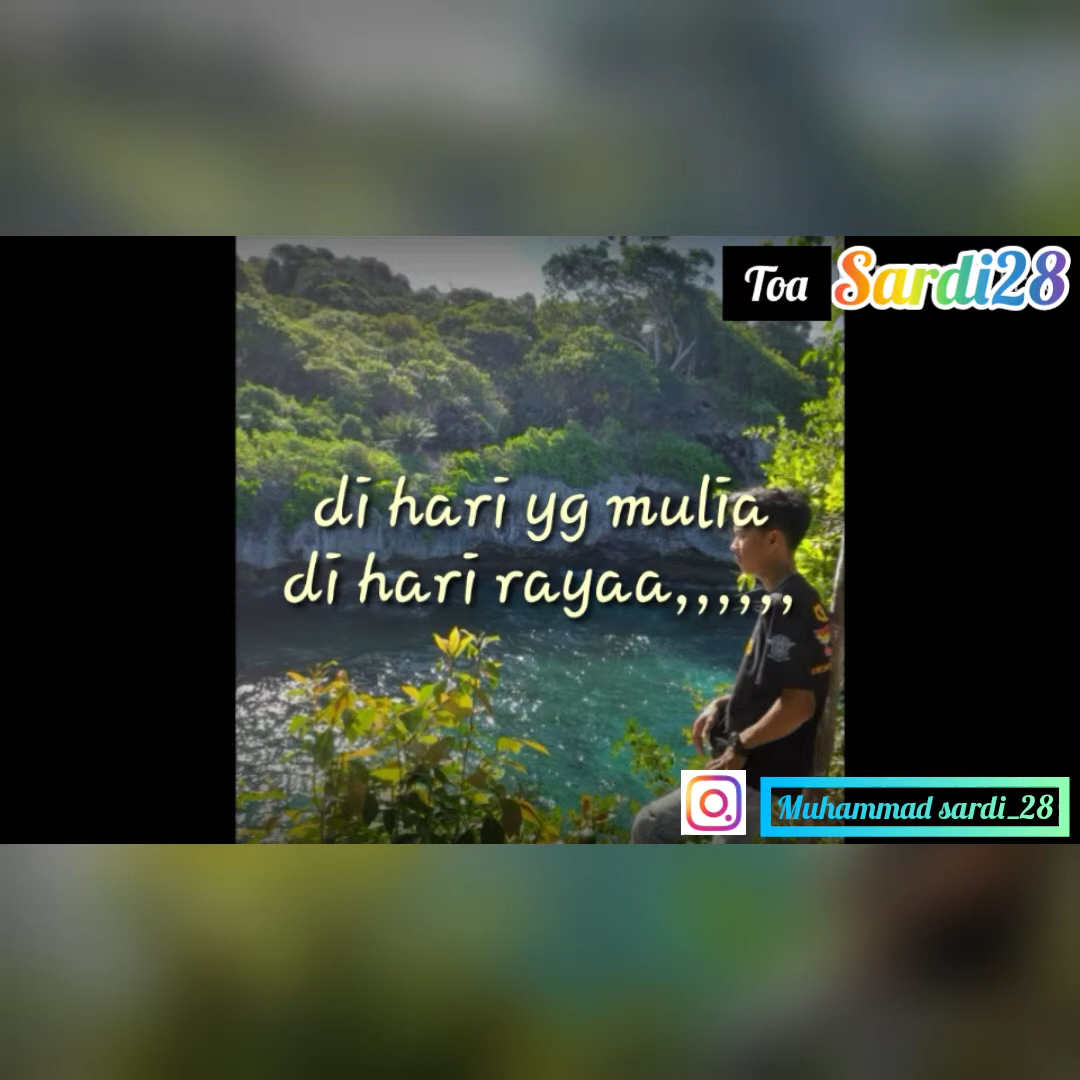 Toa Sardi28
di hari yg mulia
di hari rayaa,,,,,,
Muhammad sardi_28